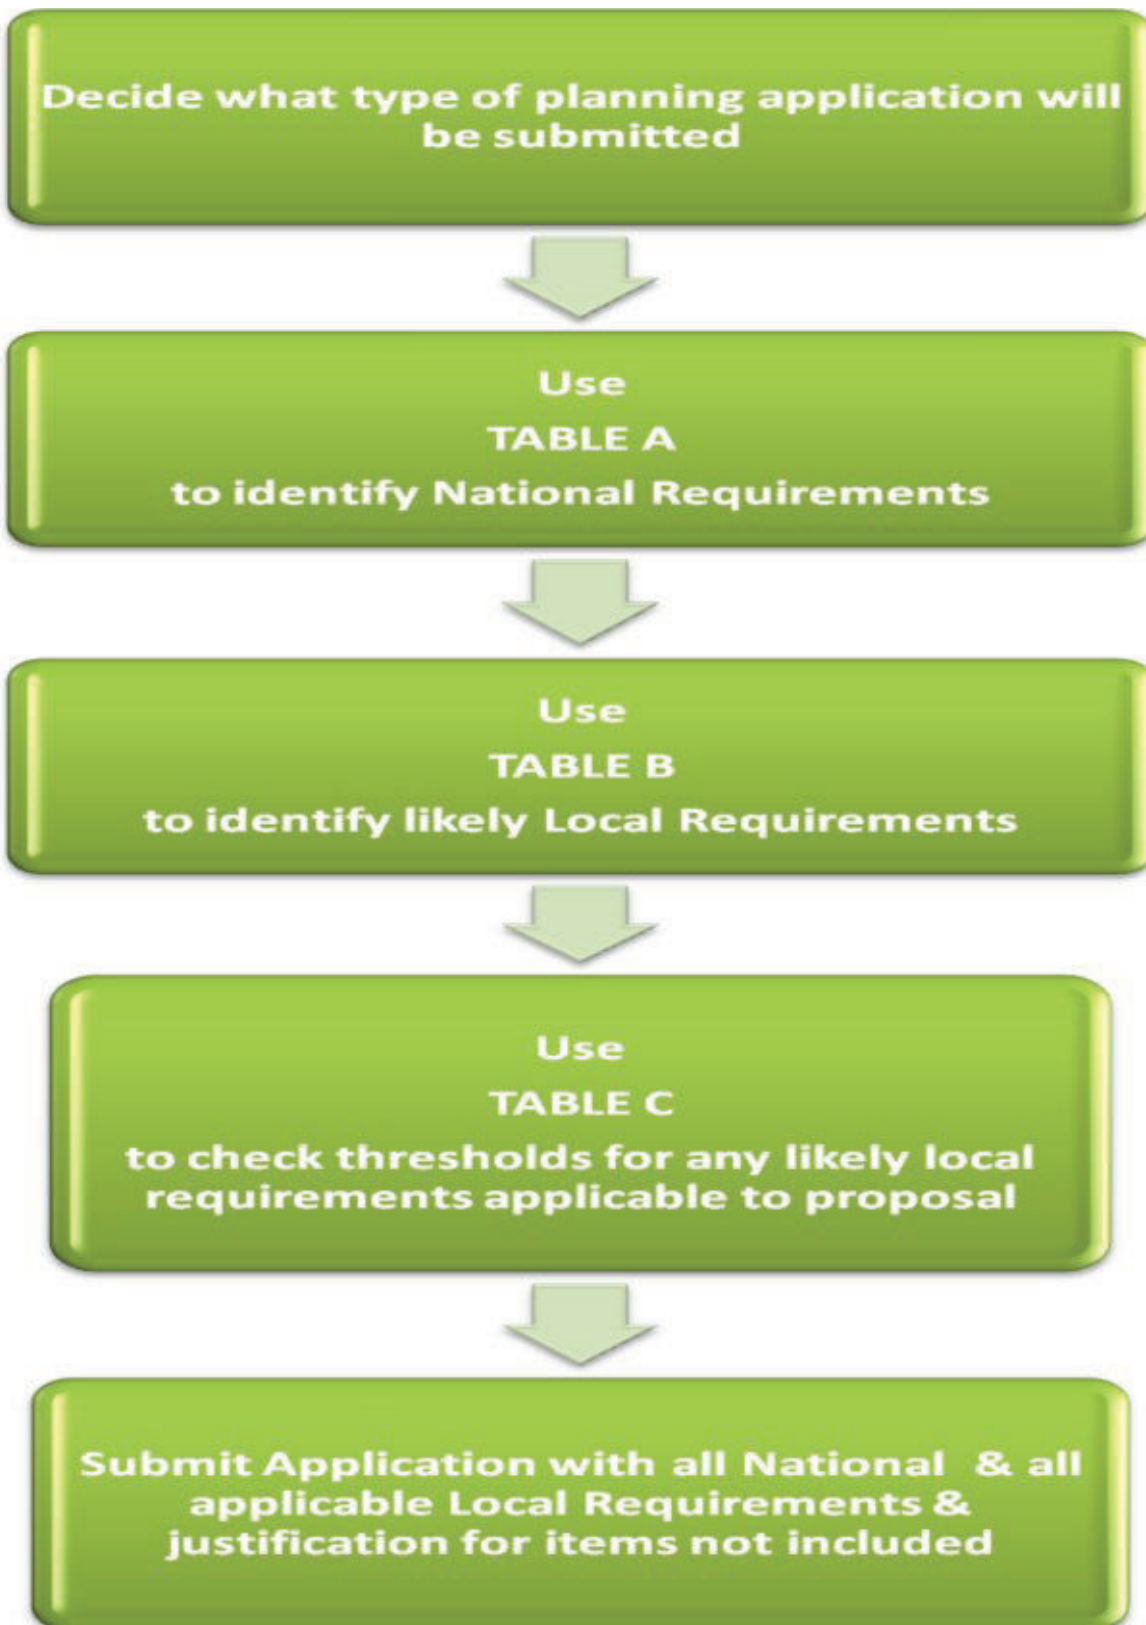 Decide what type of planning application will
be submitted
Use
TABLE A
to identify National Requirements
Use
TABLE B
to identify likely Local Requirements
Use
TABLE C
to check thresholds for any likely local
requirements applicable to proposal
Submit Application with all National & all
applicable Local Requirements &
justification for items not included